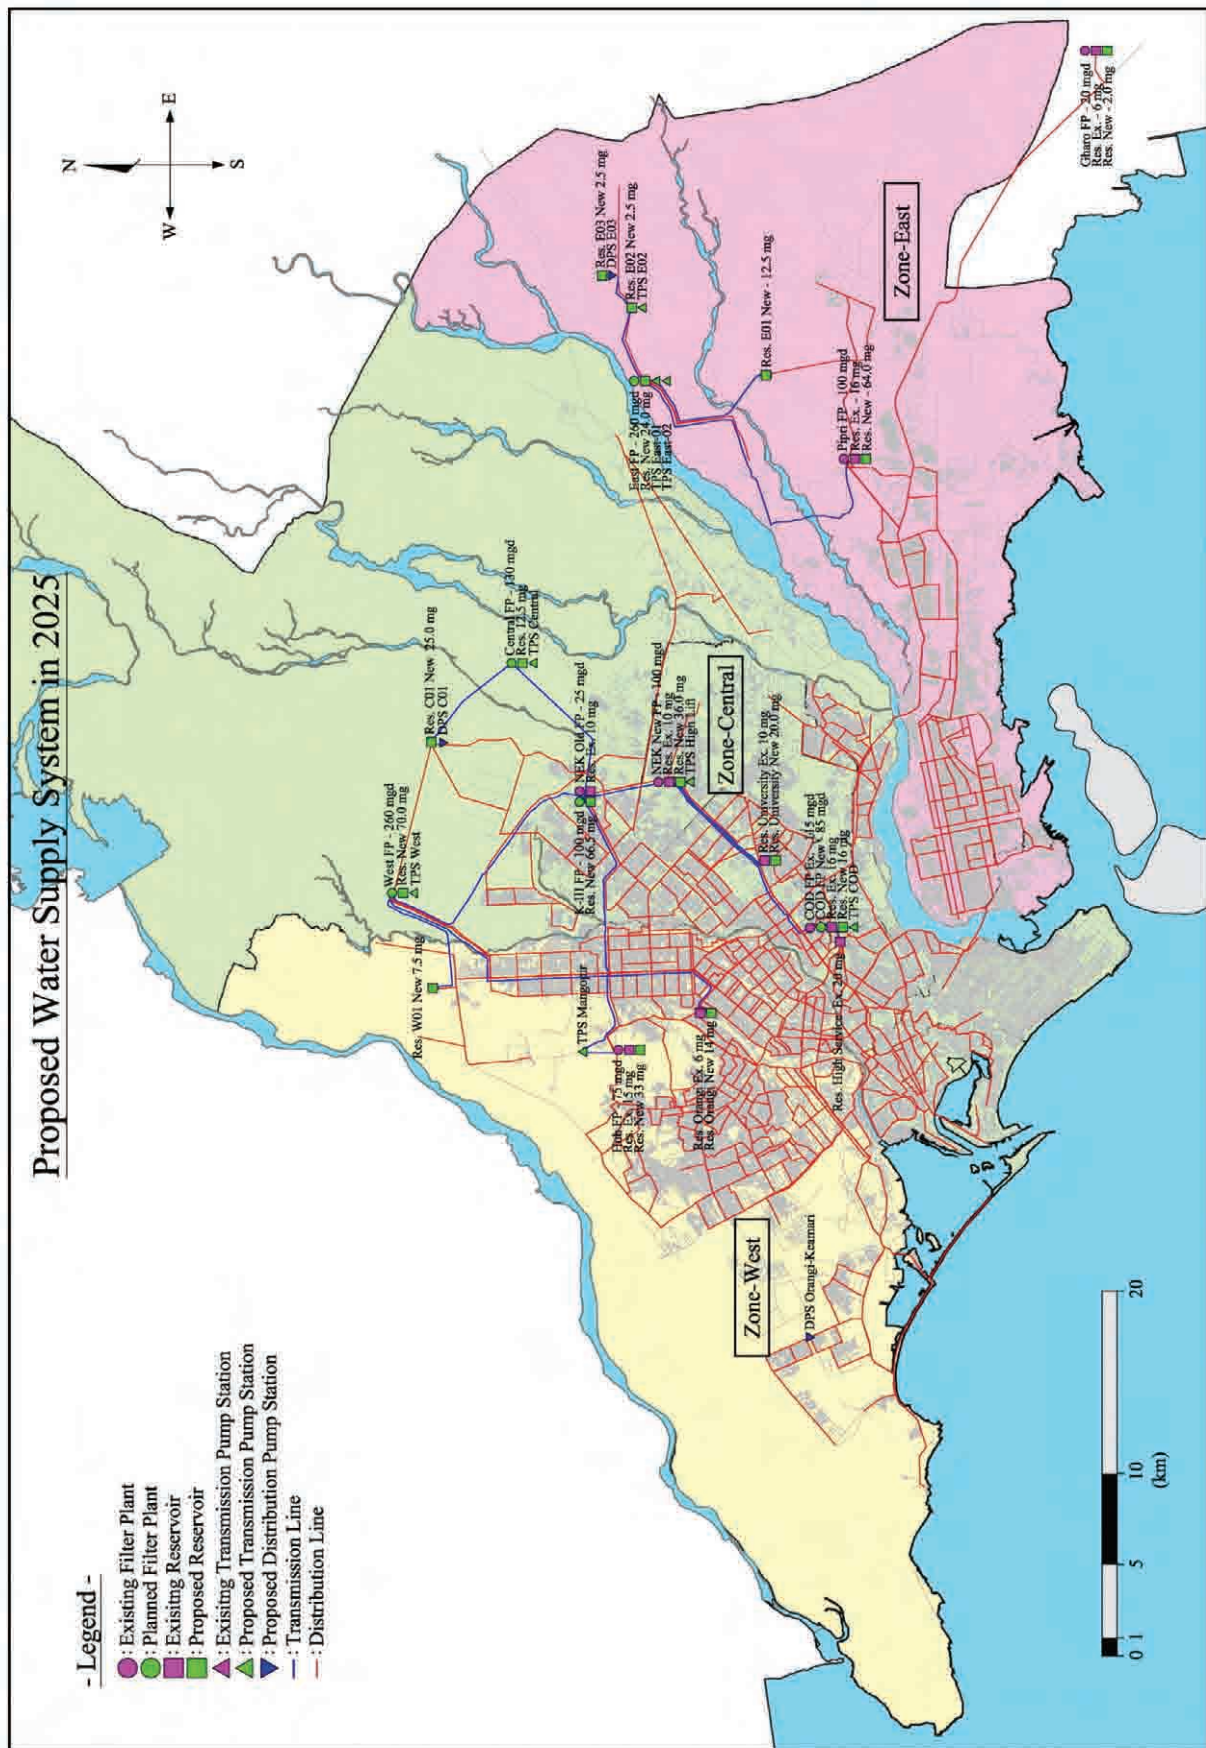 Proposed Water Supply System in 2025
N
W
E
S
- Legend -
: Existing Filter Plant
: Planned Filter Plant
: Exisitng Reservoir
: Proposed Reservoir
: Exisitng Transmission Pump Station
: Proposed Transmission Pump Station
: Proposed Distribution Pump Station
: Transmission Line
: Distribution Line
West FP - 260 mgd
Res. New 70.0 mg
TPS West
Res. C01 New 25.0 mg
DPS C01
Res. W01 New 7.5 mg
Central FP - 130 mgd
Res. 12.5 mg
TPS Central
NEK Old FP - 25 mgd
Res. Ex. 10 mg
K-III FP - 100 mgd
Res. New 66.7 mg
TPS Mangopir
Hub FP - 75 mgd
Res. Ex. 15 mg
Res. New 33 mg
NEK New FP - 100 mgd
Res. Ex. 10 mg
Res. New 36.0 mg
TPS High Lift
Res. Orangi Ex. 6 mg
Res. Orangi New 14 mg
Zone-Central
Zone-West
Res. University Ex. 10 mg
Res. University New 20.0 mg
COD FP Ex. - 115 mgd
COD FP New - 85 mgd
Res. Ex. 16 mg
Res. New 16 mg
TPS COD
Res. High Service Ex. 20 mg
DPS Orangi-Keamari
Res. E03 New 2.5 mg
DPS E03
Res. E02 New 2.5 mg
TPS E02
East FP - 260 mgd
Res. New 24.0 mg
TPS East-01
TPS East-02
Res. E01 New - 12.5 mg
Pipri FP - 100 mgd
Res. Ex. - 16 mg
Res. New - 64.0 mg
Zone-East
Gharo FP - 20 mgd
Res. Ex. - 6 mg
Res. New - 2.0 mg
0 1 5 10 20
(km)